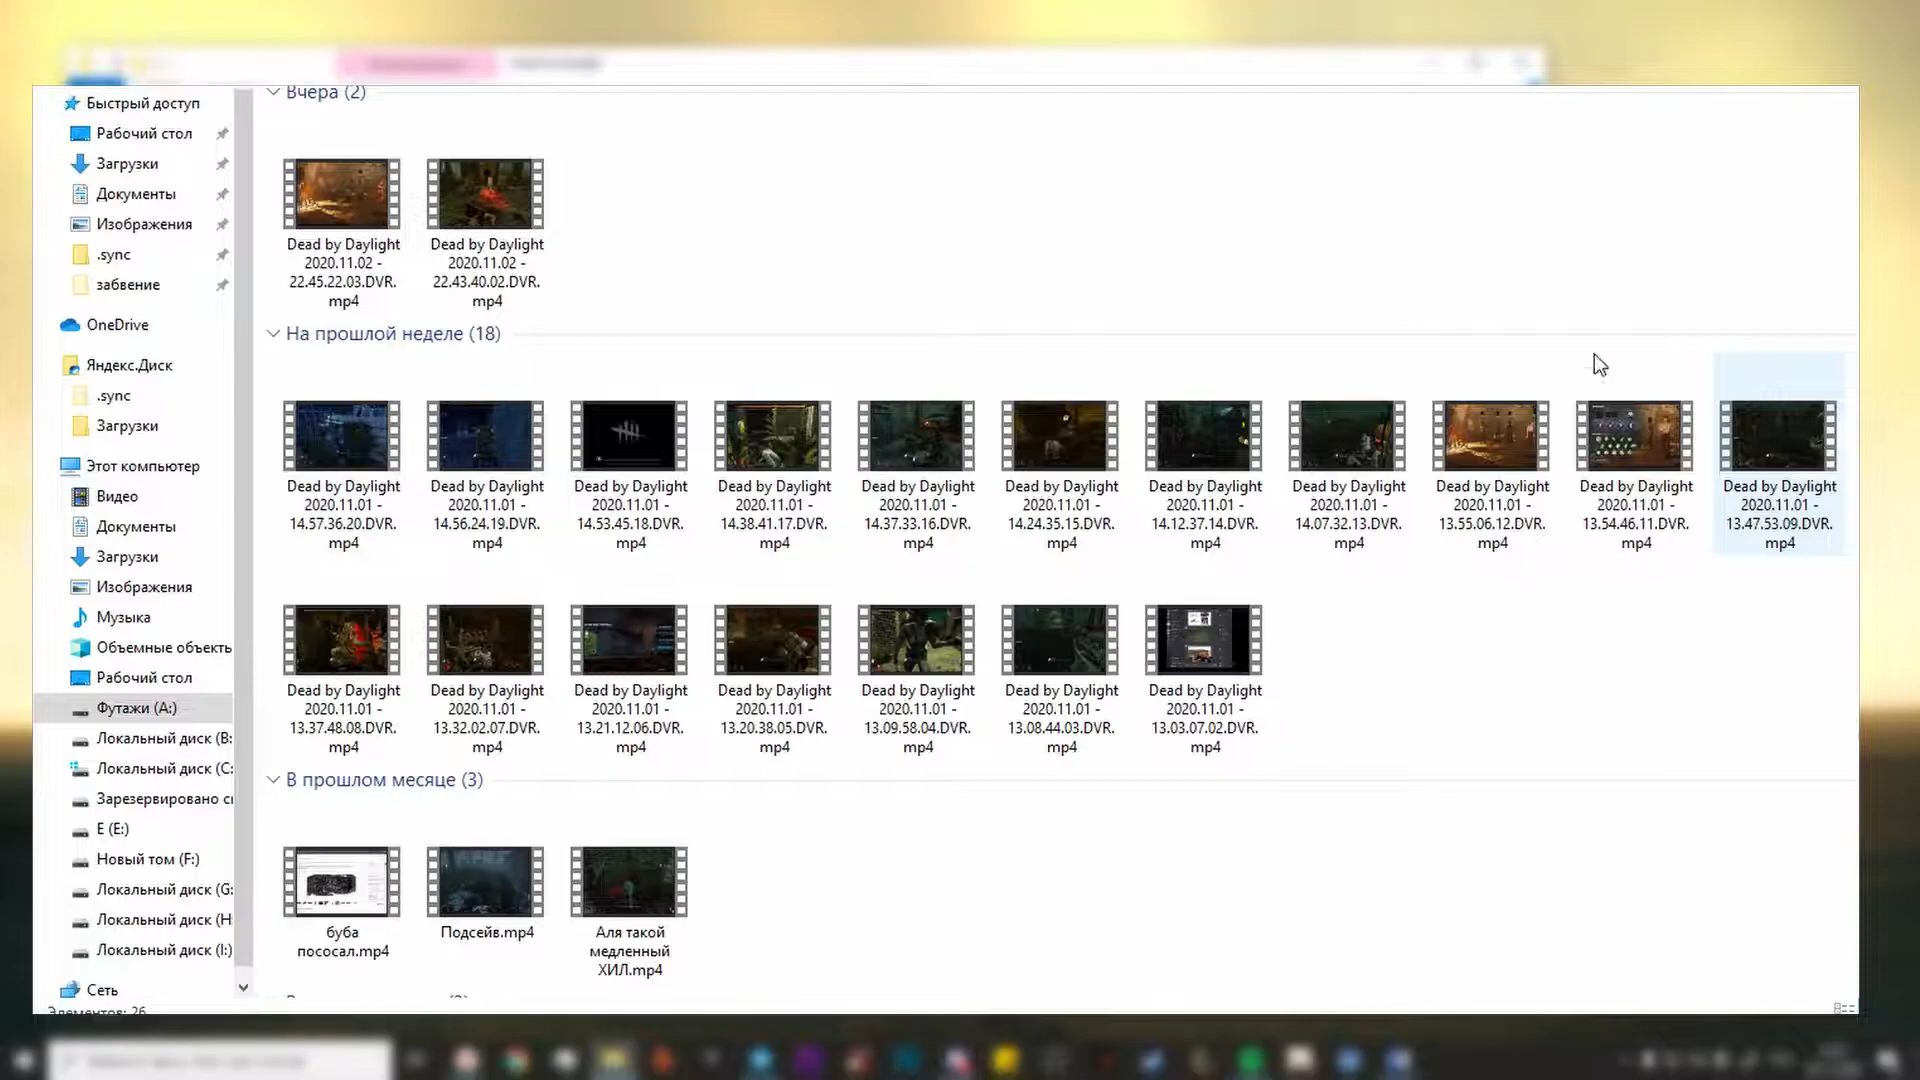 Быстрый доступ
Рабочий стол
Загрузки
Документы
Изображения
.sync
забвение
OneDrive
Яндекс.Диск
.sync
Загрузки
Этот компьютер
Видео
Документы
Загрузки
Изображения
Музыка
Объемные объекть
Рабочий стол
Футажи (A:)
Локальный диск (B:
Локальный диск (C:
Зарезервировано
E (E:)
Новый том (F:)
Локальный диск (G:
Локальный диск (H:
Локальный диск (I:)
Сеть
Элементов: 26
Вчера (2)
Dead by Daylight
2020.11.02 -
22.45.22.03.DVR.
mp4
Dead by Daylight
2020.11.02 -
22.43.40.02.DVR.
mp4
На прошлой неделе (18)
Dead by Daylight
2020.11.01 -
14.57.36.20.DVR.
mp4
Dead by Daylight
2020.11.01 -
14.56.24.19.DVR.
mp4
Dead by Daylight
2020.11.01 -
14.53.45.18.DVR.
mp4
Dead by Daylight
2020.11.01 -
14.38.41.17.DVR.
mp4
Dead by Daylight
2020.11.01 -
14.37.33.16.DVR.
mp4
Dead by Daylight
2020.11.01 -
14.24.35.15.DVR.
mp4
Dead by Daylight
2020.11.01 -
14.12.37.14.DVR.
mp4
Dead by Daylight
2020.11.01 -
14.07.32.13.DVR.
mp4
Dead by Daylight
2020.11.01 -
13.55.06.12.DVR.
mp4
Dead by Daylight
2020.11.01 -
13.54.46.11.DVR.
mp4
Dead by Daylight
2020.11.01 -
13.47.53.09.DVR.
mp4
Dead by Daylight
2020.11.01 -
13.37.48.08.DVR.
mp4
Dead by Daylight
2020.11.01 -
13.32.02.07.DVR.
mp4
Dead by Daylight
2020.11.01 -
13.21.12.06.DVR.
mp4
Dead by Daylight
2020.11.01 -
13.20.38.05.DVR.
mp4
Dead by Daylight
2020.11.01 -
13.09.58.04.DVR.
mp4
Dead by Daylight
2020.11.01 -
13.08.44.03.DVR.
mp4
Dead by Daylight
2020.11.01 -
13.03.07.02.DVR.
mp4
В прошлом месяце (3)
буба
пососал.mp4
Подсейв.mp4
Аля такой
медленный
ХИЛ.mp4